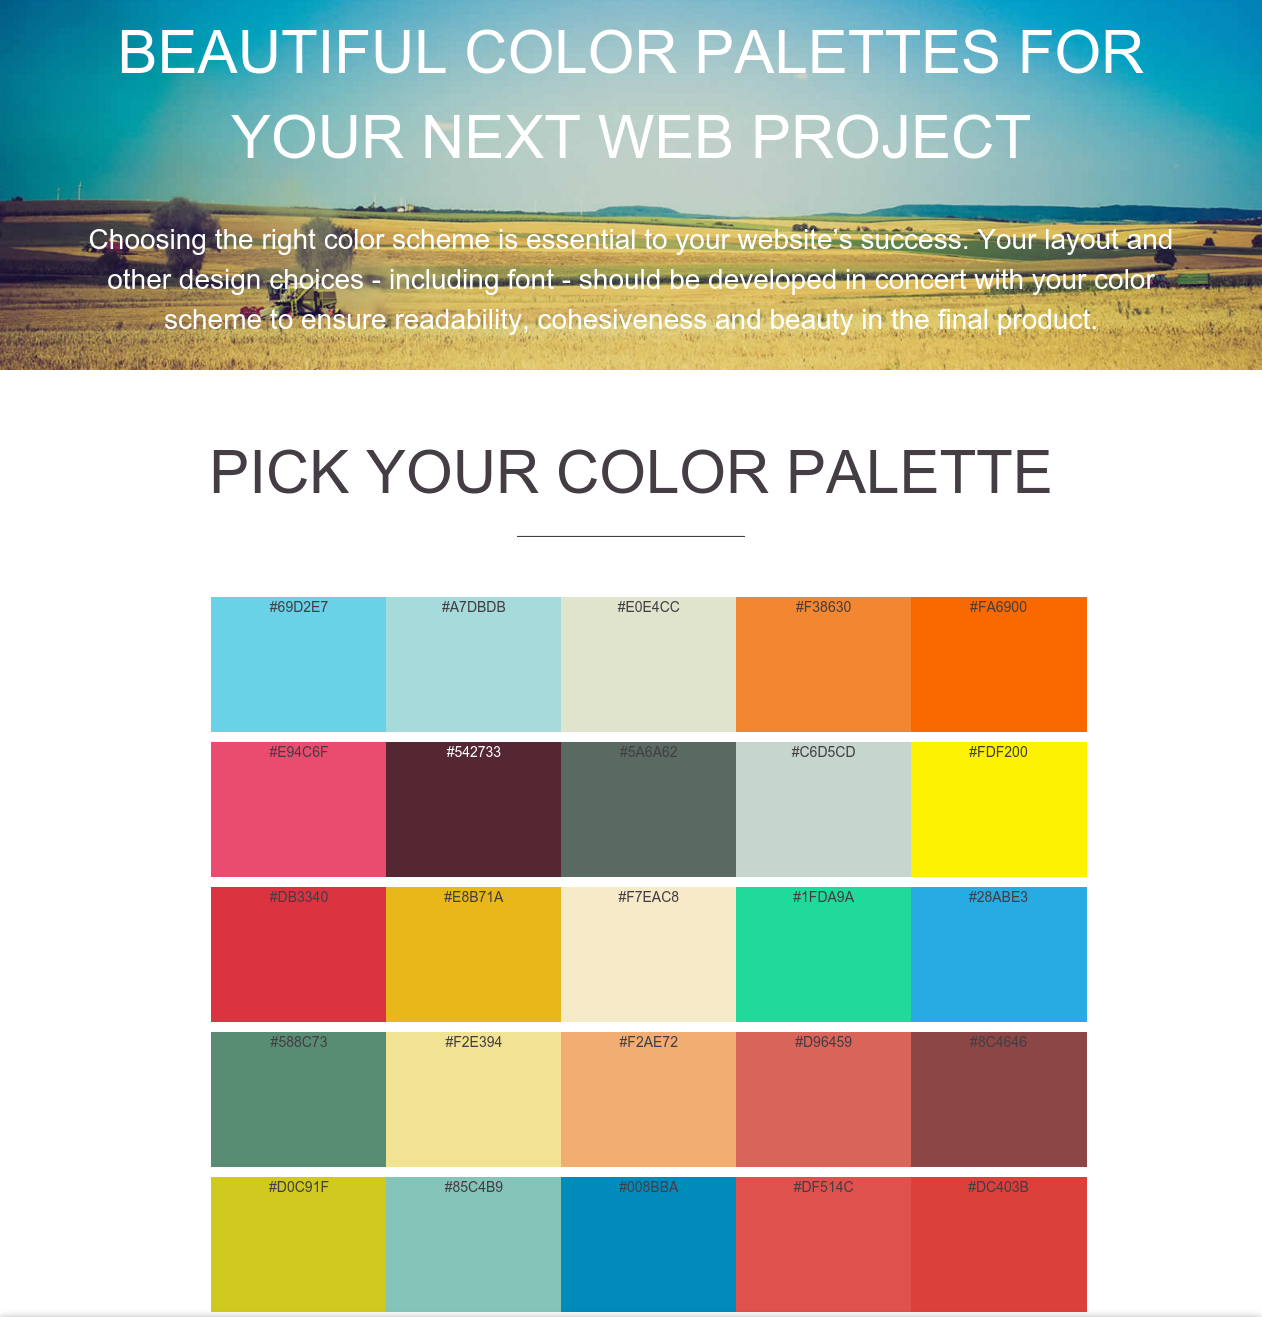 BEAUTIFUL COLOR PALETTES FOR
YOUR NEXT WEB PROJECT
Choosing the right color scheme is essential to your website's success. Your layout and
other design choices - including font - should be developed in concert with your color
scheme to ensure readability, cohesiveness and beauty in the final product.
PICK YOUR COLOR PALETTE
#69D2E7 #A7DBDB #E0E4CC #F38630 #FA6900
#E94C6F #542733 #5A6A62 #C6D5CD #FDF200
#DB3340 #E8B71A #F7EAC8 #1FDA9A #28ABE3
#588C73 #F2E394 #F2AE72 #D96459 #8C4646
#D0C91F #85C4B9 #008BBA #DF514C #DC403B